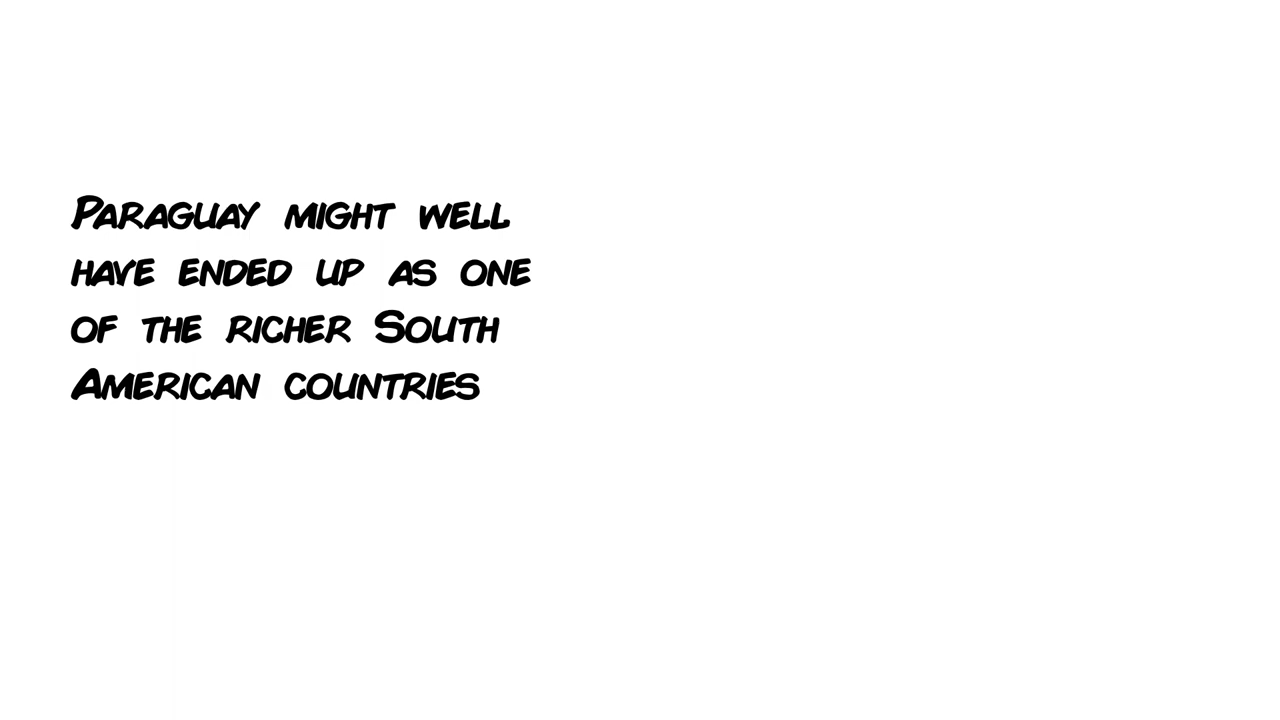 Paraguay might well
have ended up as one
of the richer South
American countries